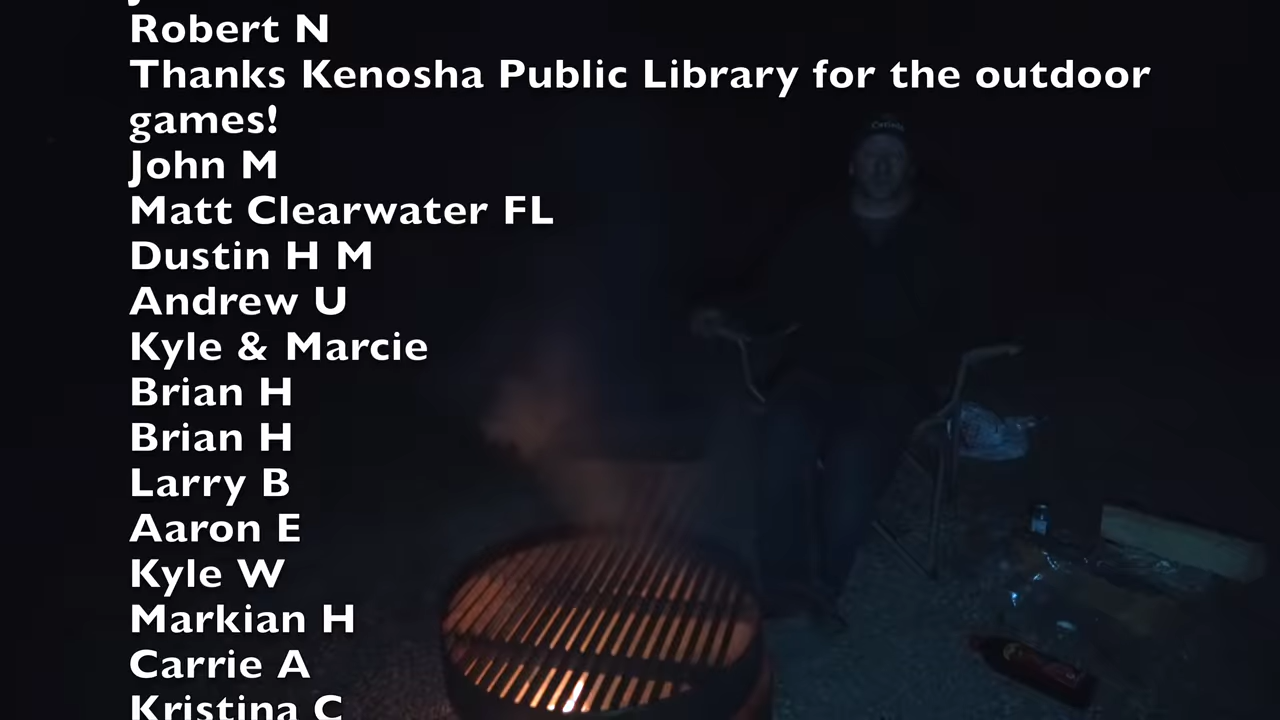 Robert N
Thanks Kenosha Public Library for the outdoor
games!
John M
Matt Clearwater FL
Dustin H M
Andrew U
Kyle & Marcie
Brian H
Brian H
Larry B
Aaron E
Kyle W
Markian H
Carrie A
Kristina C